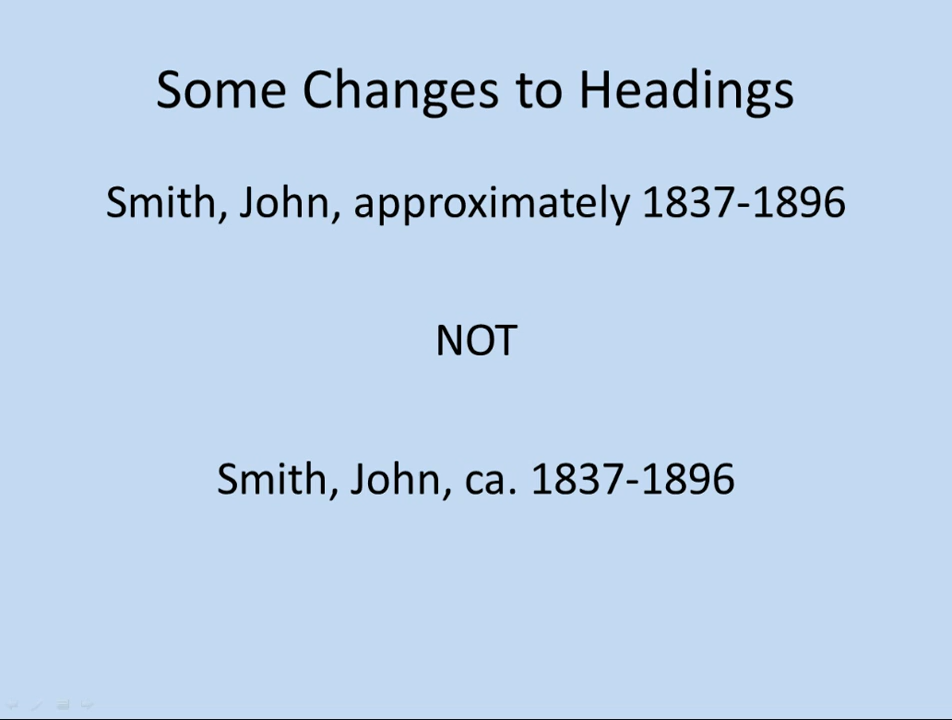 Some Changes to Headings
Smith, John, approximately 1837-1896
NOT
Smith, John, ca. 1837-1896